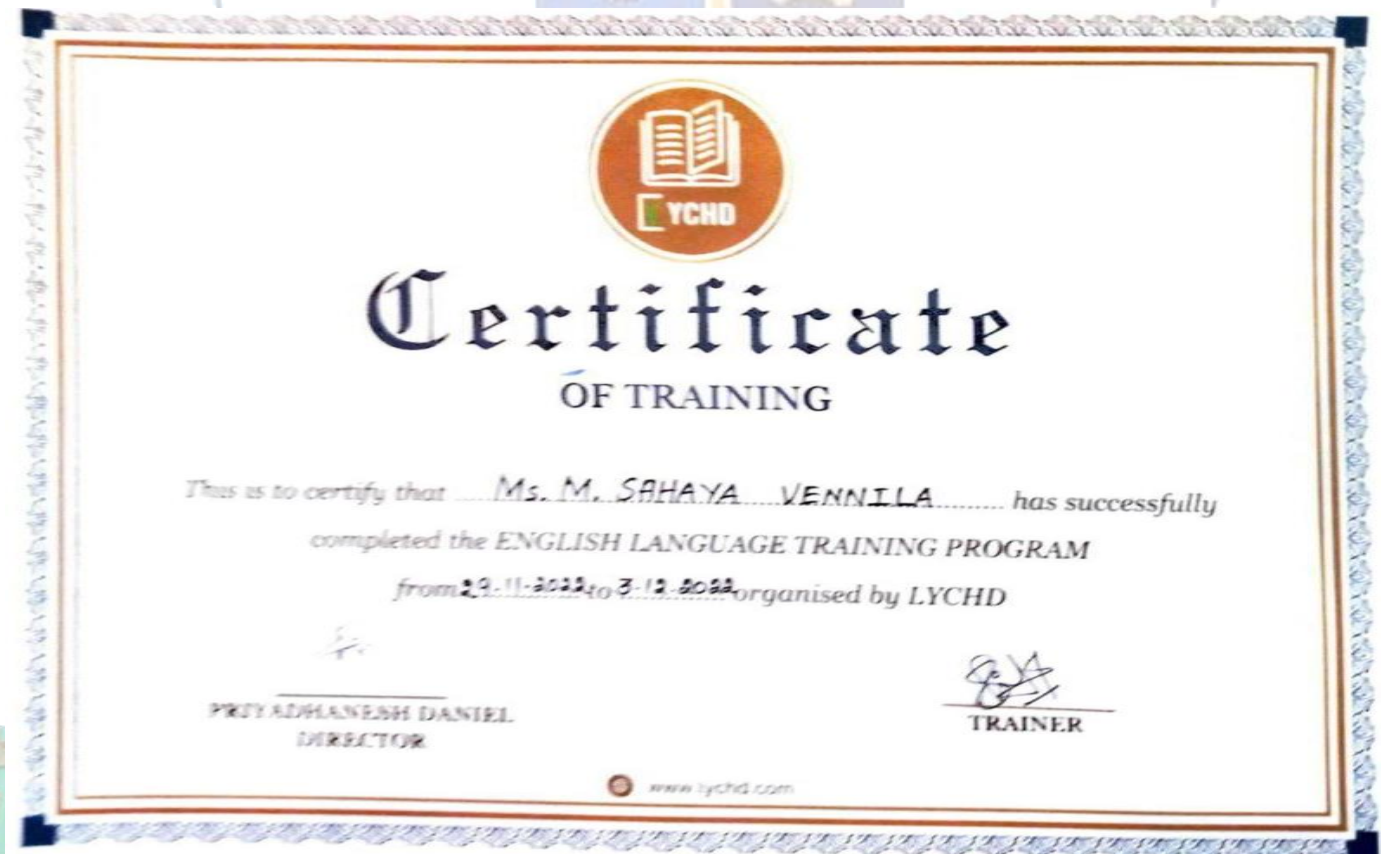 LYCHD
Certificate
OF TRAINING
This is to certify that Ms. M. SAHAYA VENNILA has successfully
completed the ENGLISH LANGUAGE TRAINING PROGRAM
from 29-11-2022 to 3-12-2022 organised by LYCHD
PRIYADHANESH DANIEL
DIRECTOR
TRAINER
www.lychd.com